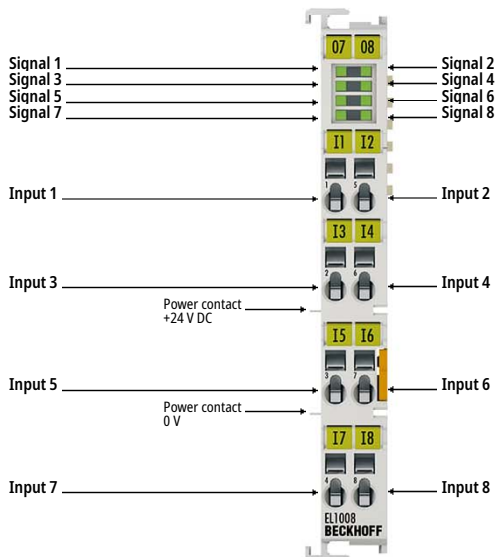 07 08
Signal 1 Signal 2
Signal 3 Signal 4
Signal 5 Signal 6
Signal 7 Signal 8
I1 I2
1 5
Input 1 Input 2
I3 I4
2 6
Input 3 Input 4
Power contact
+24 V DC
I5 I6
3 7
Input 5 Input 6
Power contact
0 V
I7 I8
4 8
Input 7 Input 8
EL1008
BECKHOFF